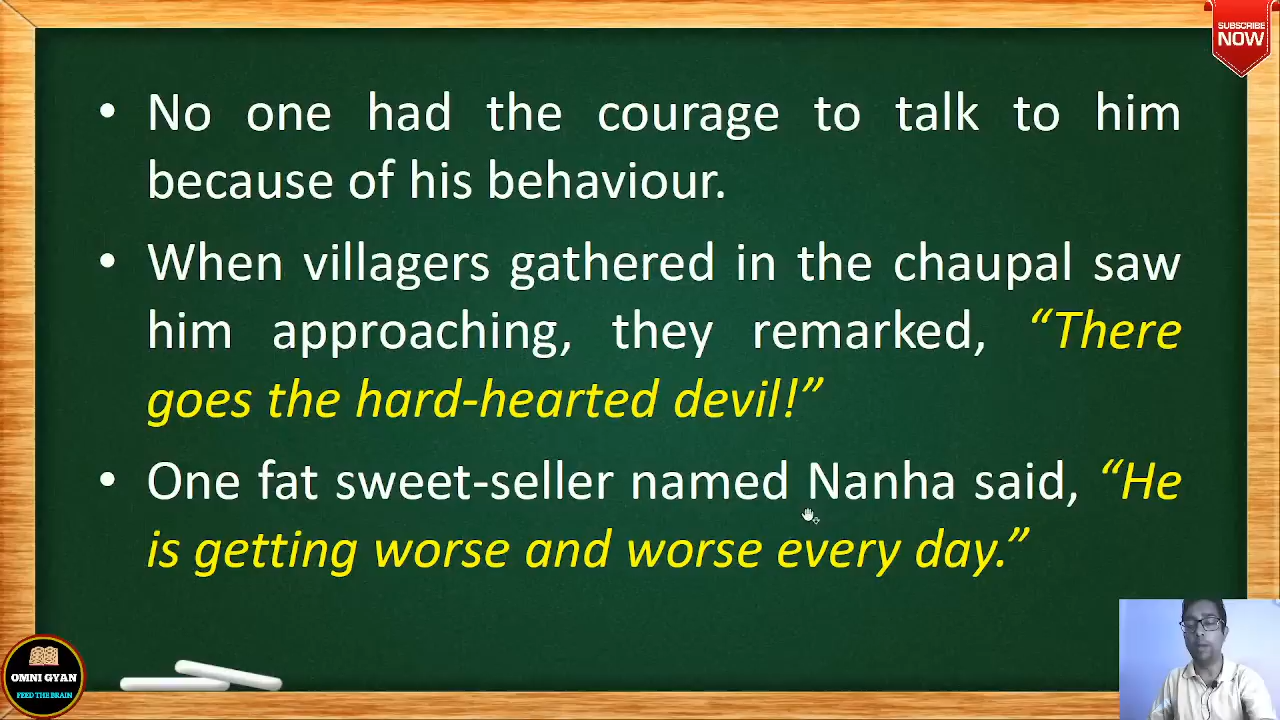 SUBSCRIBE
NOW
• No one had the courage to talk to him
because of his behaviour.
• When villagers gathered in the chaupal saw
him approaching, they remarked, “There
goes the hard-hearted devil!”
• One fat sweet-seller named Nanha said, “He
is getting worse and worse every day.”
OMNI GYAN
FEED THE BRAIN